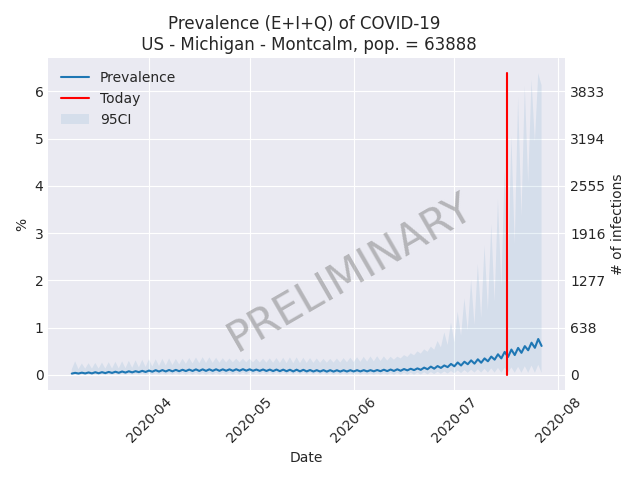 Prevalence (E+I+Q) of COVID-19
US - Michigan - Montcalm, pop. = 63888
Prevalence
Today
95CI
6
5
4
3
2
1
0
%
3833
3194
2555
1916
1277
638
0
# of infections
PRELIMINARY
2020-04
2020-05
2020-06
2020-07
2020-08
Date